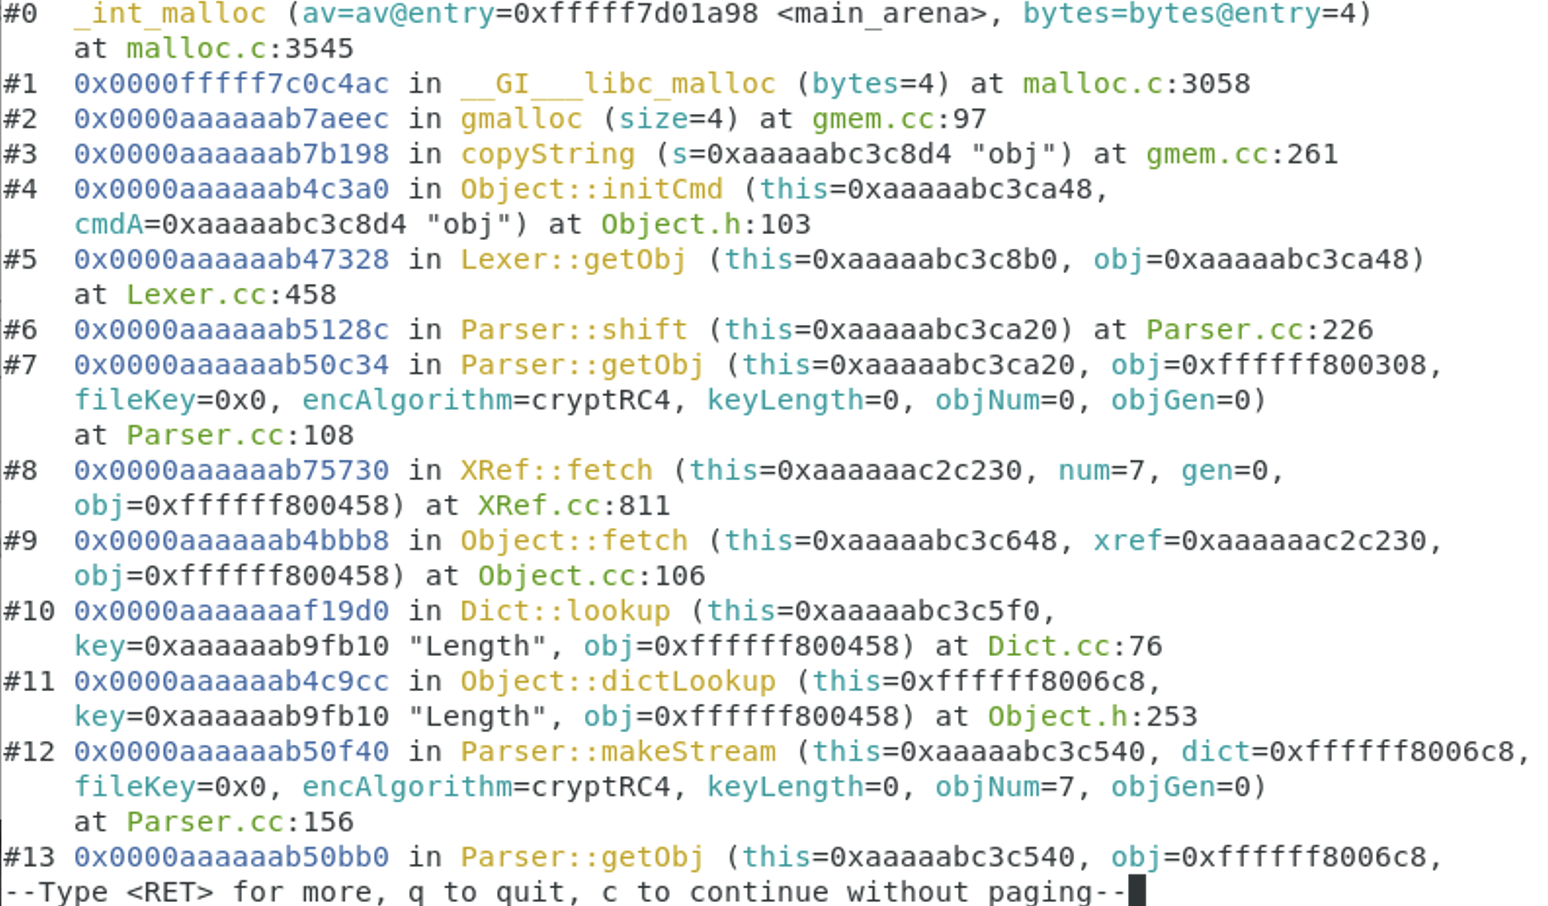 #0  _int_malloc (av=av@entry=0xfffff7d01a98 <main_arena>, bytes=bytes@entry=4)
    at malloc.c:3545
#1  0x0000fffff7c0c4ac in __GI___libc_malloc (bytes=4) at malloc.c:3058
#2  0x0000aaaaaab7aeec in gmalloc (size=4) at gmem.cc:97
#3  0x0000aaaaaab7b198 in copyString (s=0xaaaaabc3c8d4 "obj") at gmem.cc:261
#4  0x0000aaaaaab4c3a0 in Object::initCmd (this=0xaaaaabc3ca48,
    cmdA=0xaaaaabc3c8d4 "obj") at Object.h:103
#5  0x0000aaaaaab47328 in Lexer::getObj (this=0xaaaaabc3c8b0, obj=0xaaaaabc3ca48)
    at Lexer.cc:458
#6  0x0000aaaaaab5128c in Parser::shift (this=0xaaaaabc3ca20) at Parser.cc:226
#7  0x0000aaaaaab50c34 in Parser::getObj (this=0xaaaaabc3ca20, obj=0xffffff800308,
    fileKey=0x0, encAlgorithm=cryptRC4, keyLength=0, objNum=0, objGen=0)
    at Parser.cc:108
#8  0x0000aaaaaab75730 in XRef::fetch (this=0xaaaaaac2c230, num=7, gen=0,
    obj=0xffffff800458) at XRef.cc:811
#9  0x0000aaaaaab4bbb8 in Object::fetch (this=0xaaaaabc3c648, xref=0xaaaaaac2c230,
    obj=0xffffff800458) at Object.cc:106
#10 0x0000aaaaaaaf19d0 in Dict::lookup (this=0xaaaaabc3c5f0,
    key=0xaaaaaab9fb10 "Length", obj=0xffffff800458) at Dict.cc:76
#11 0x0000aaaaaab4c9cc in Object::dictLookup (this=0xffffff8006c8,
    key=0xaaaaaab9fb10 "Length", obj=0xffffff800458) at Object.h:253
#12 0x0000aaaaaab50f40 in Parser::makeStream (this=0xaaaaabc3c540, dict=0xffffff8006c8,
    fileKey=0x0, encAlgorithm=cryptRC4, keyLength=0, objNum=7, objGen=0)
    at Parser.cc:156
#13 0x0000aaaaaab50bb0 in Parser::getObj (this=0xaaaaabc3c540, obj=0xffffff8006c8,
--Type <RET> for more, q to quit, c to continue without paging--